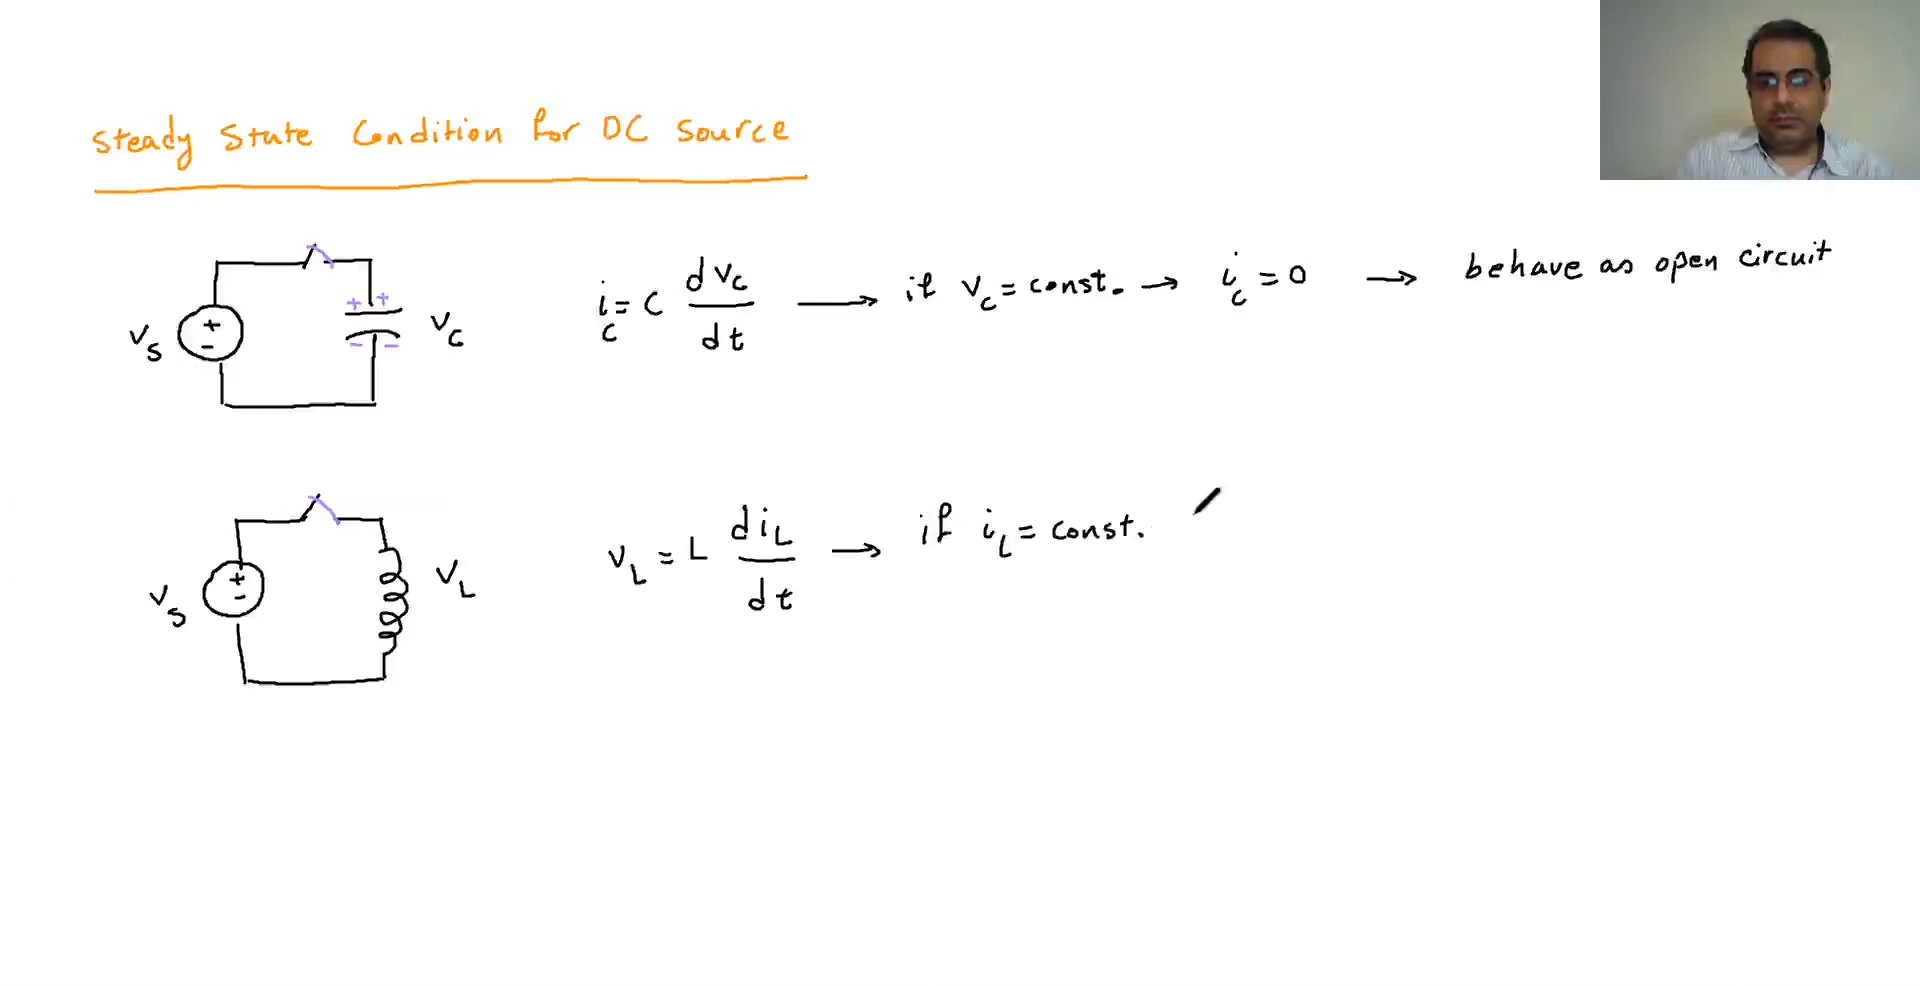 Steady State Condition for DC Source
+ +
+
-
- -
Vs
Vc
ic = C dvc/dt → if vc = const. → ic = 0 → behave as open circuit
+
-
Vs
VL
vL = L diL/dt → if iL = const.